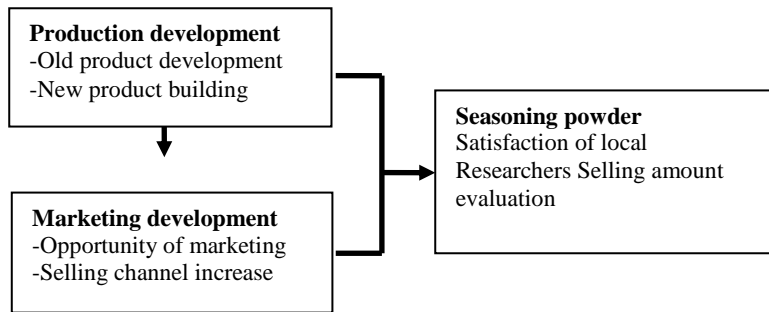 Production development
-Old product development
-New product building
Marketing development
-Opportunity of marketing
-Selling channel increase
Seasoning powder
Satisfaction of local
Researchers Selling amount
evaluation